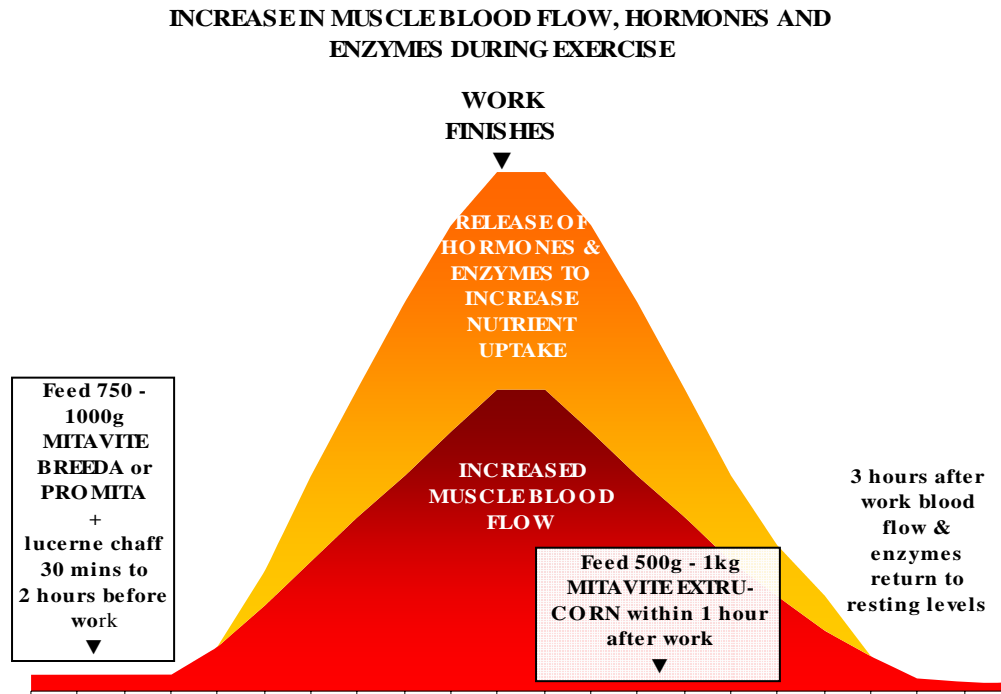 INCREASE IN MUSCLE BLOOD FLOW, HORMONES AND
ENZYMES DURING EXERCISE
WORK
FINISHES
▼
RELEASE OF
HORMONES &
ENZYMES TO
INCREASE
NUTRIENT
UPTAKE
Feed 750 -
1000g
MITAVITE
BREEDA or
PROMITA
+
lucerne chaff
30 mins to
2 hours before
work
▼
INCREASED
MUSCLE BLOOD
FLOW
Feed 500g - 1kg
MITAVITE EXTRU-
CORN within 1 hour
after work
▼
3 hours after
work blood
flow &
enzymes
return to
resting levels